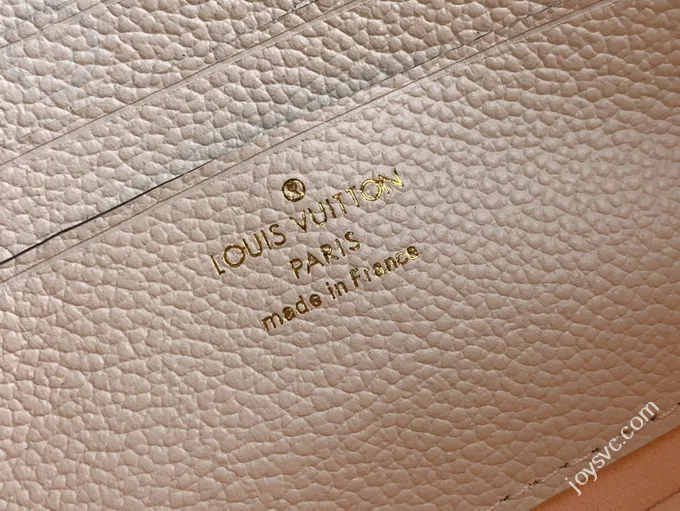 ®
LOUIS VUITTON
PARIS
made in France
joysvc.com